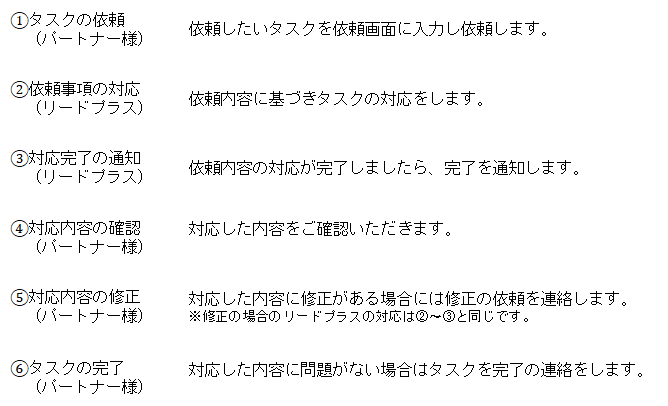 ①タスクの依頼
（パートナー様）
依頼したいタスクを依頼画面に入力し依頼します。
②依頼事項の対応
（リードプラス）
依頼内容に基づきタスクの対応をします。
③対応完了の通知
（リードプラス）
依頼内容の対応が完了しましたら、完了を通知します。
④対応内容の確認
（パートナー様）
対応した内容をご確認いただきます。
⑤対応内容の修正
（パートナー様）
対応した内容に修正がある場合には修正の依頼を連絡します。
※修正の場合のリードプラスの対応は②～③と同じです。
⑥タスクの完了
（パートナー様）
対応した内容に問題がない場合はタスクを完了の連絡をします。